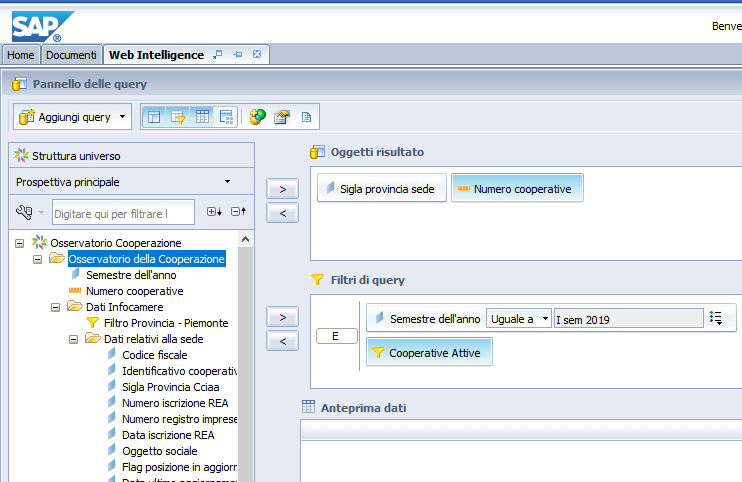 SAP®
Benve
Home
Documenti
Web Intelligence
Pannello delle query
Aggiungi query
Struttura universo
Prospettiva principale
Digitare qui per filtrare l
Osservatorio Cooperazione
Osservatorio della Cooperazione
Semestre dell'anno
Numero cooperative
Dati Infocamere
Filtro Provincia - Piemonte
Dati relativi alla sede
Codice fiscale
Identificativo cooperativ
Sigla Provincia Cciaa
Numero iscrizione REA
Numero registro imprese
Data iscrizione REA
Oggetto sociale
Flag posizione in aggiorn
Data ultimo aggiornamen
>
<
Oggetti risultato
Sigla provincia sede
Numero cooperative
>
<
Filtri di query
E
Semestre dell'anno
Uguale a
I sem 2019
Cooperative Attive
Anteprima dati